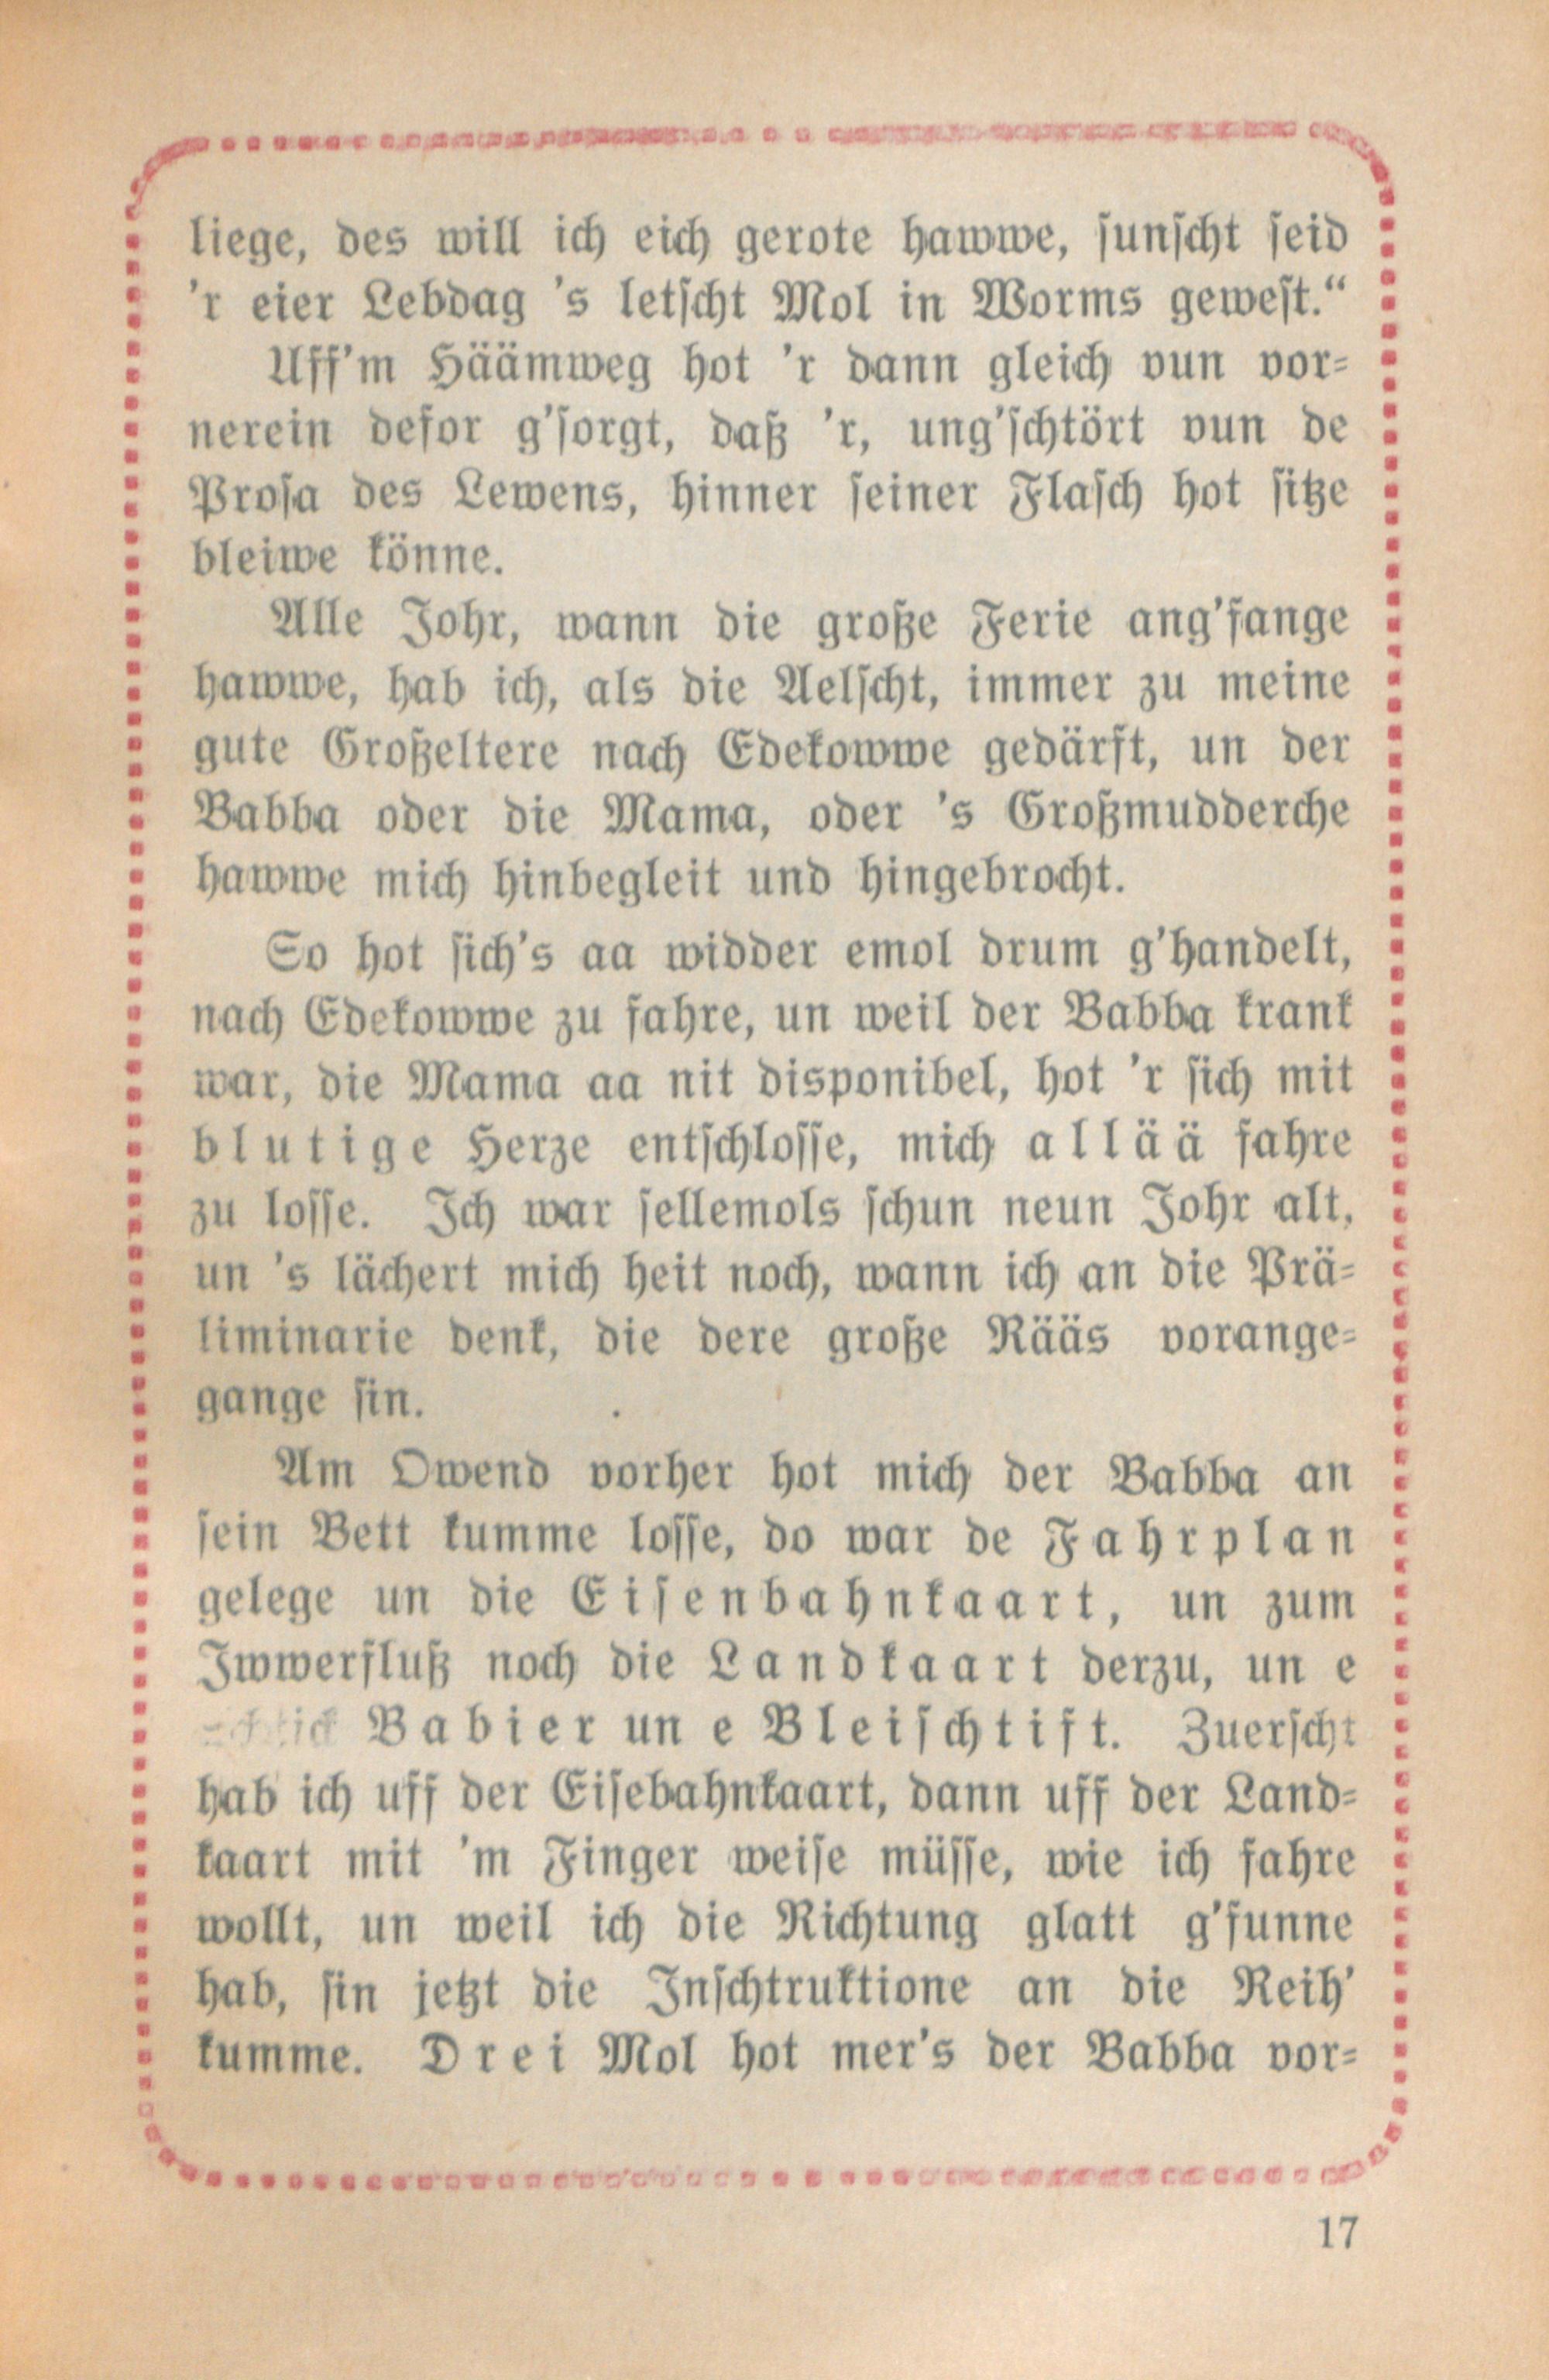 liege, des will ich eich gerote hawwe, sunscht seid
’r eier Lebdag ’s letscht Mol in Worms gewest.“
Uff’m Häämweg hot ’r dann gleich vun vor-
nerein defor g’sorgt, daß ’r, ung’schtört vun de
Prosa des Lewens, hinner seiner Flasch hot sitze
bleiwe könne.
Alle Johr, wann die große Ferie ang’fange
hawwe, hab ich, als die Aelscht, immer zu meine
gute Großeltere nach Edekowwe gedärft, un der
Babba oder die Mama, oder ’s Großmudderche
hawwe mich hinbegleit und hingebrocht.
So hot sich’s aa widder emol drum g’handelt,
nach Edekowwe zu fahre, un weil der Babba krank
war, die Mama aa nit disponibel, hot ’r sich mit
blutige Herze entschlosse, mich allää fahre
zu losse. Ich war sellemols schun neun Johr alt,
un ’s lächert mich heit noch, wann ich an die Prä-
liminarie denk, die dere große Rääs vorange-
gange sin.
Am Owend vorher hot mich der Babba an
sein Bett kumme losse, do war de Fahrplan
gelege un die Eisenbahnkaart, un zum
Iwwerfluß noch die Landkaart derzu, un e
Babier un e Bleischtift. Zuerscht
hab ich uff der Eisebahnkaart, dann uff der Land-
kaart mit ’m Finger weise müsse, wie ich fahre
wollt, un weil ich die Richtung glatt g’funne
hab, sin jetzt die Inschtruktione an die Reih’
kumme. Drei Mol hot mer’s der Babba vor-
17